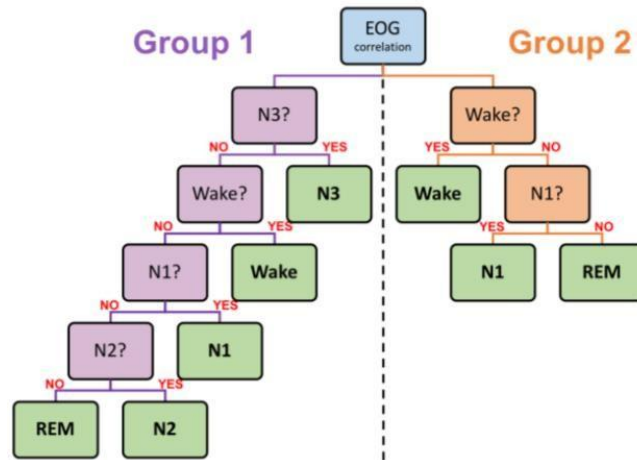 Group 1
EOG
correlation
Group 2
N3?
Wake?
NO
YES
YES
NO
Wake?
N3
Wake
N1?
NO
YES
YES
NO
N1?
Wake
N1
REM
NO
YES
N2?
N1
NO
YES
REM
N2